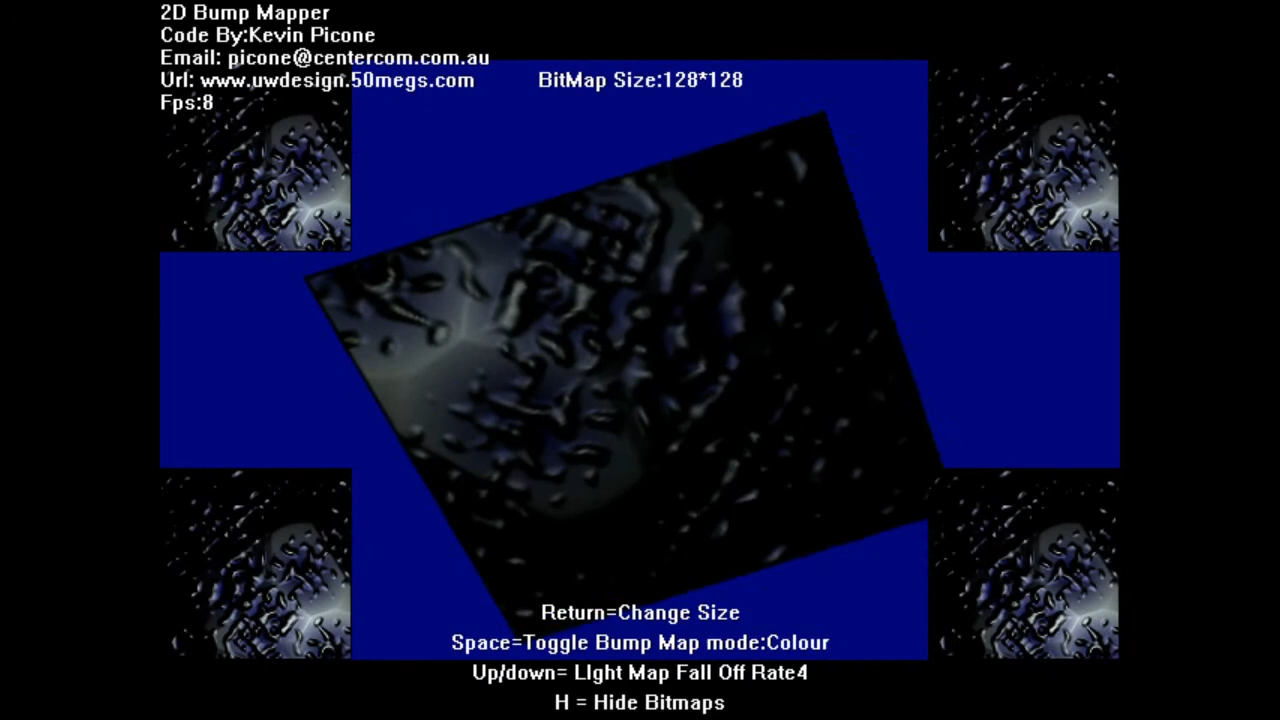 2D Bump Mapper
Code By:Kevin Picone
Email: picone@centercom.com.au
Url: www.uwdesign.50megs.com BitMap Size:128*128
Fps:8
Return=Change Size
Space=Toggle Bump Map mode:Colour
Up/down= LIght Map Fall Off Rate4
H = Hide Bitmaps